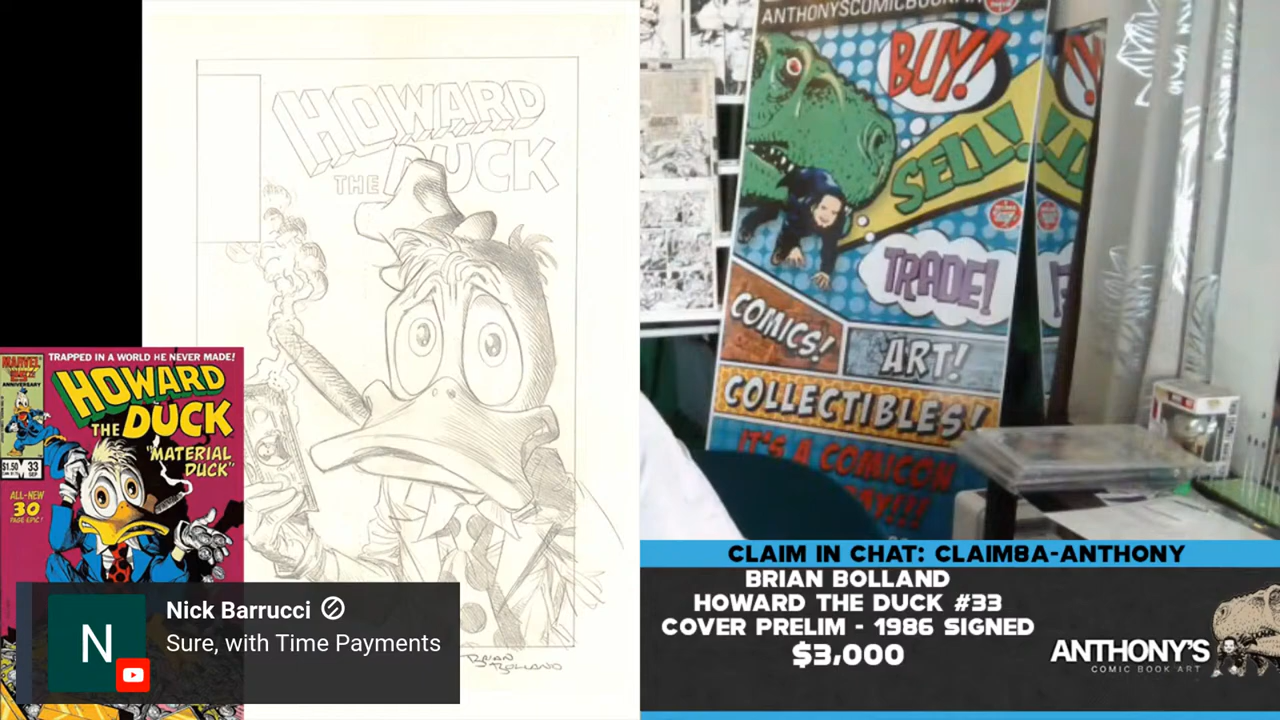 HOWARD
THE DUCK
BRIAN
BOLLAND
TRAPPED IN A WORLD HE NEVER MADE!
MARVEL
25
ANNIVERSARY
HOWARD
THE DUCK
"MATERIAL
DUCK"
$1.50
33
SEP
ALL-NEW
30
PAGE EPIC!
N
Nick Barrucci
Sure, with Time Payments
ANTHONYSCOMICBOOKART
BUY!
SELL!
TRADE!
COMICS!
ART!
COLLECTIBLES!
IT'S A COMICON
CLAIM IN CHAT: CLAIM8A-ANTHONY
BRIAN BOLLAND
HOWARD THE DUCK #33
COVER PRELIM - 1986 SIGNED
$3,000
ANTHONY'S
COMIC BOOK ART